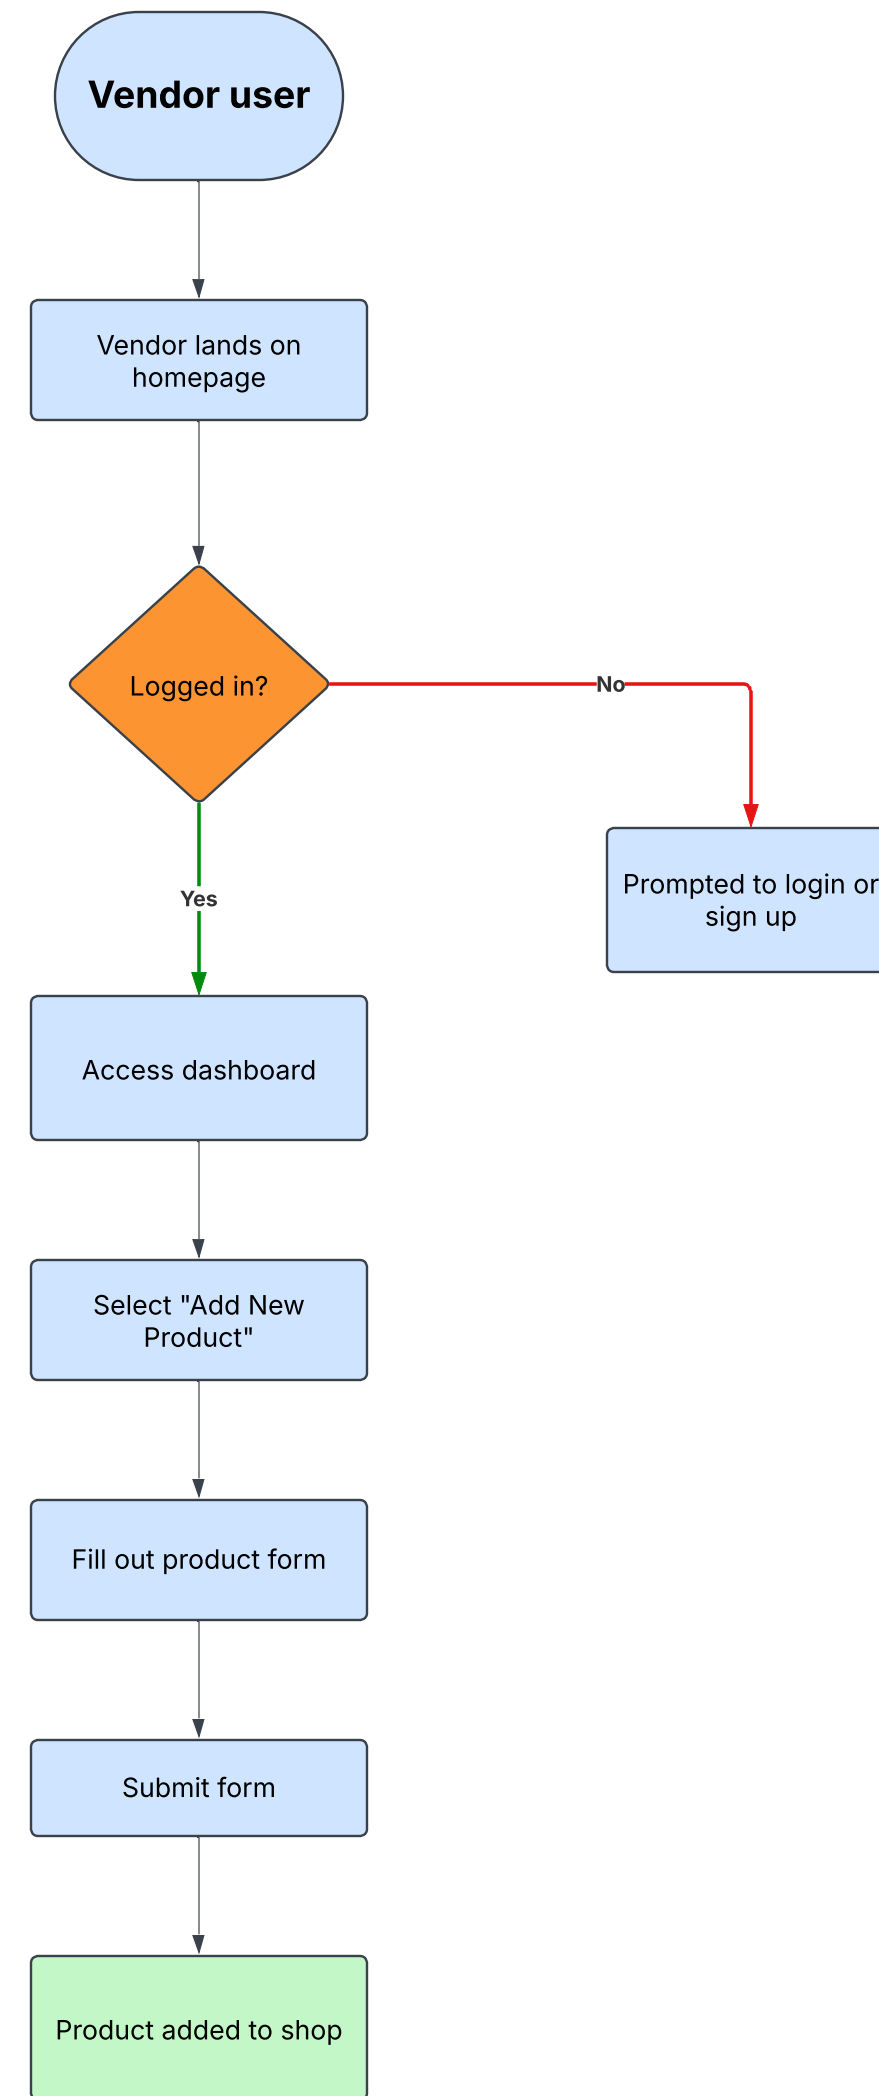 Vendor user
Vendor lands on
homepage
Logged in?
No
Yes
Prompted to login or
sign up
Access dashboard
Select "Add New
Product"
Fill out product form
Submit form
Product added to shop